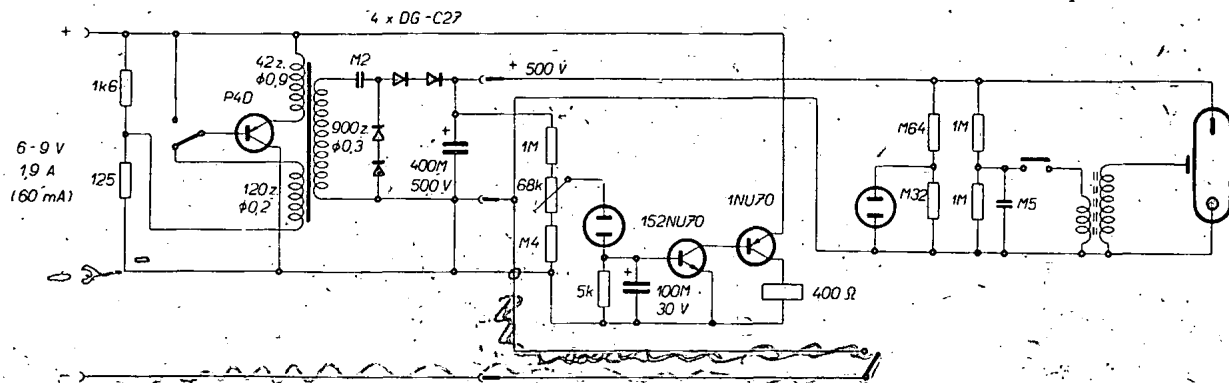 4 x DG-C27
+
1k6
P4D
42z.
φ0,9
M2
+ 500 V
6-9 V
1,9 A
(60 mA)
125
900z.
φ0,3
120z.
φ0,2
+
400M
500 V
1M
68k
M4
152NU70
1NU70
5k
+
100M
30 V
400 Ω
M64
1M
M32
1M
M5
-